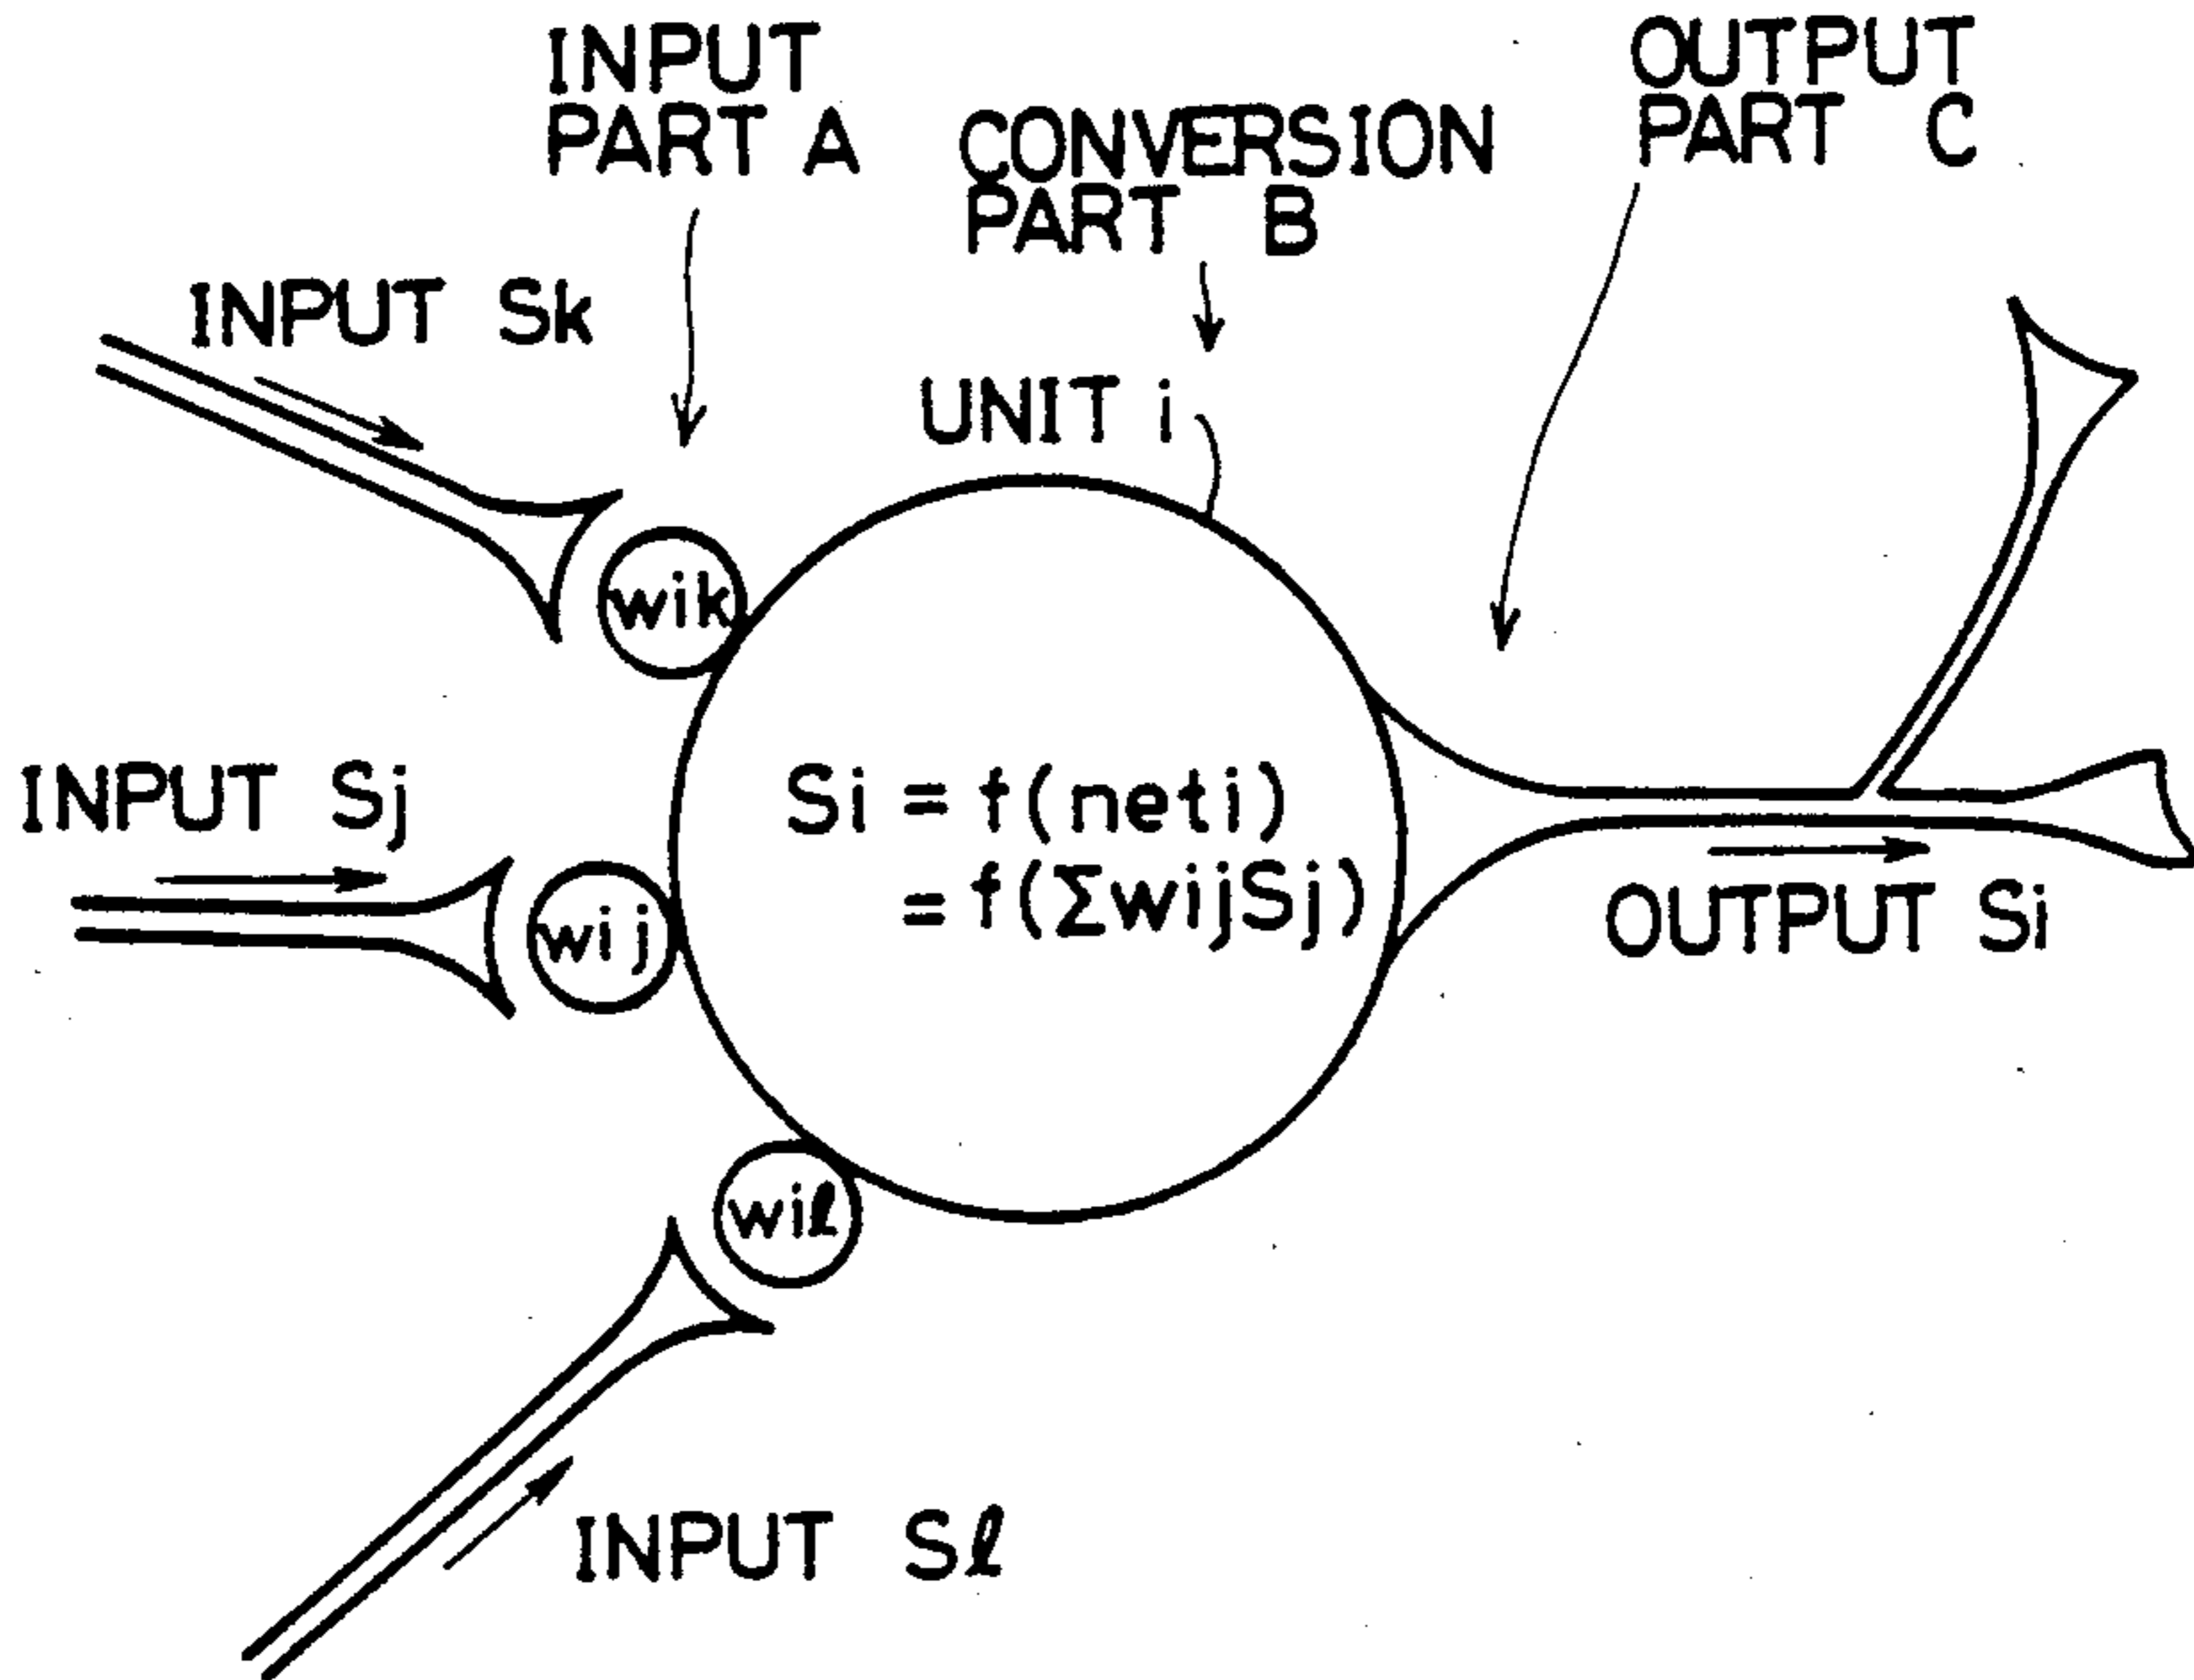 INPUT
PART A
CONVERSION
PART B
OUTPUT
PART C
INPUT Sk
UNIT i
wik
INPUT Sj
wij
Si = f(neti)
= f(ΣwijSj)
OUTPUT Si
wiℓ
INPUT Sℓ